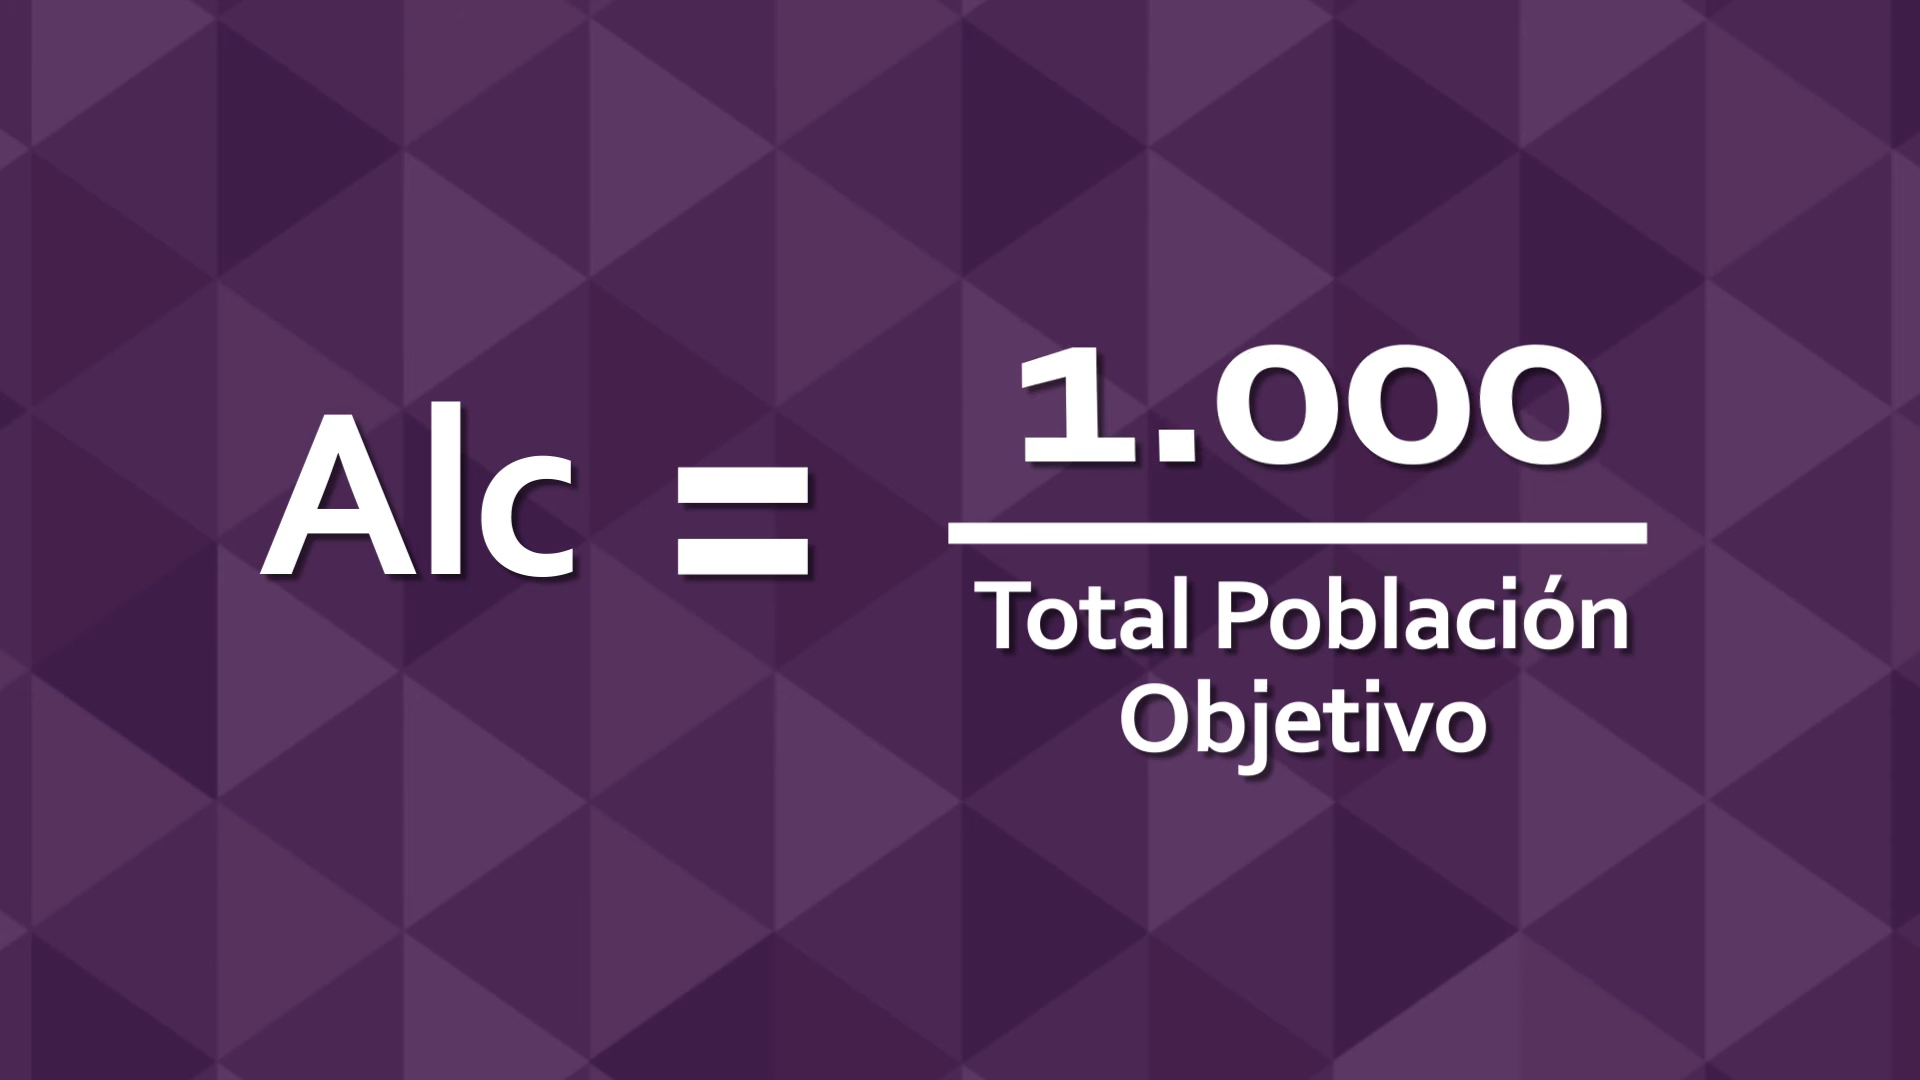 Alc =
1.000
Total Población
Objetivo